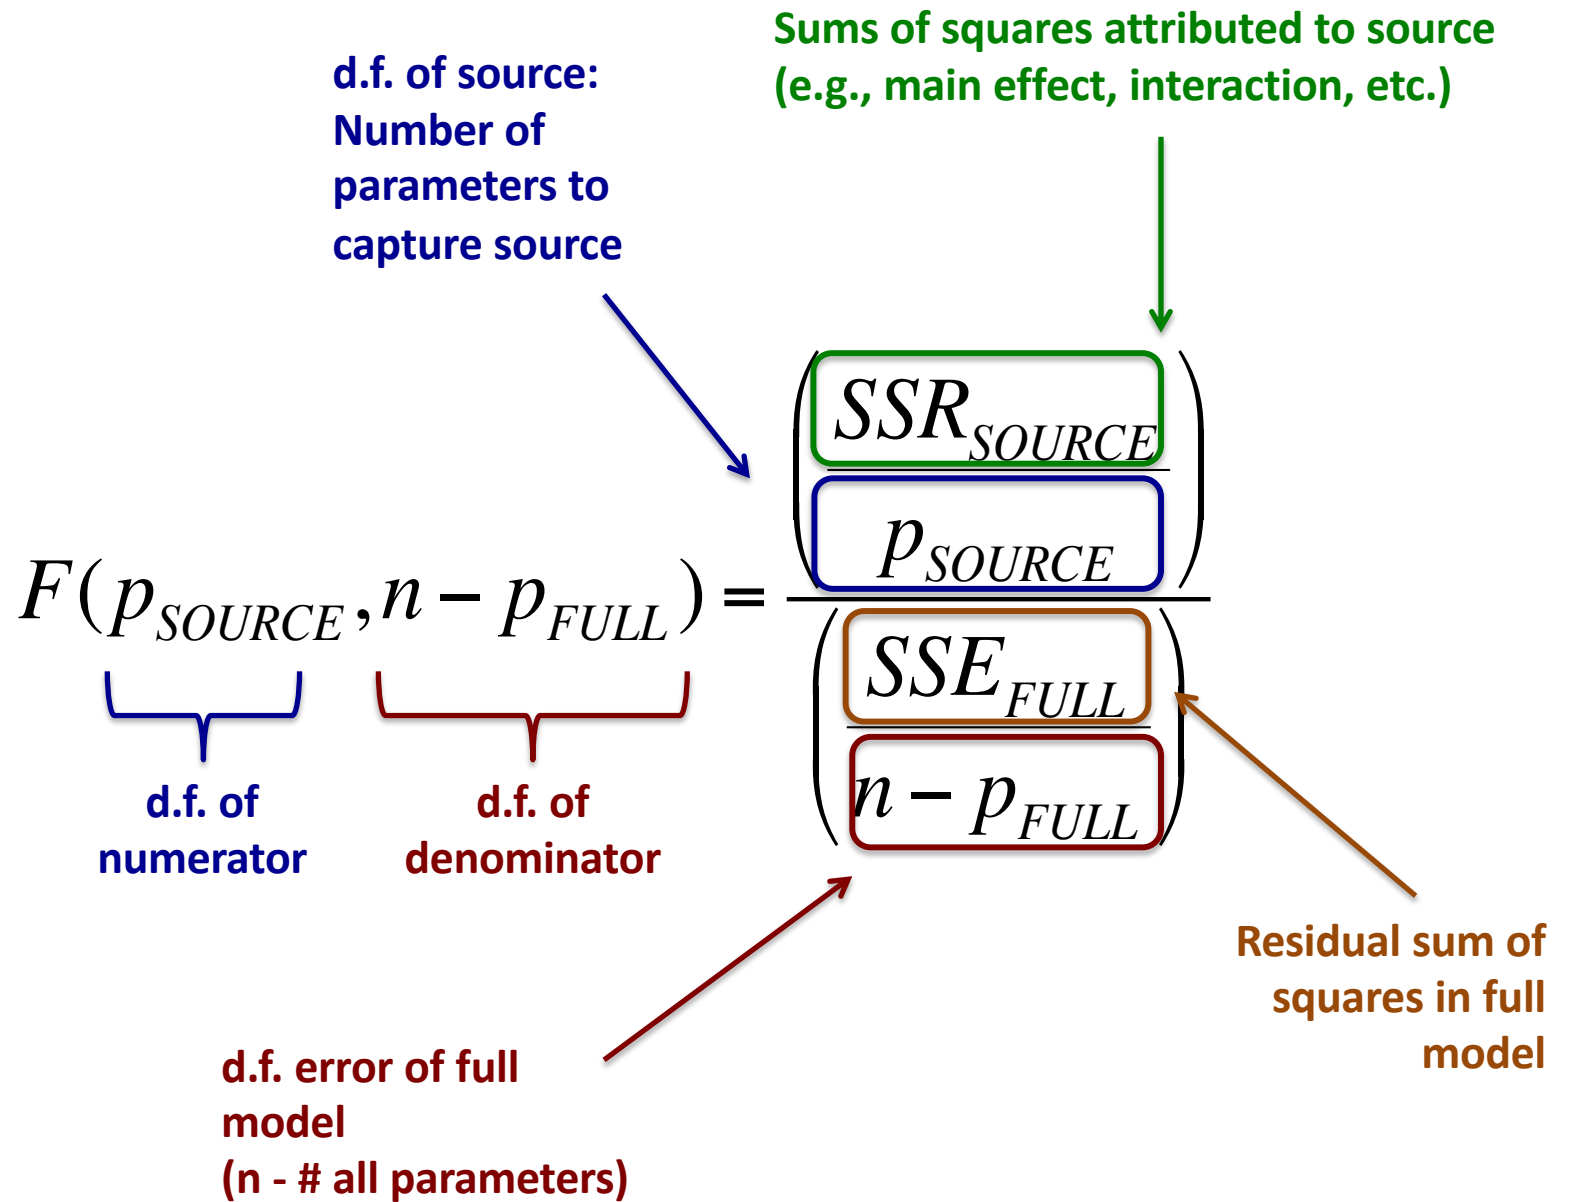 Sums of squares attributed to source
(e.g., main effect, interaction, etc.)
d.f. of source:
Number of
parameters to
capture source
F(p_SOURCE, n − p_FULL) =
SSR_SOURCE
p_SOURCE
SSE_FULL
n − p_FULL
d.f. of
numerator
d.f. of
denominator
Residual sum of
squares in full
model
d.f. error of full
model
(n - # all parameters)